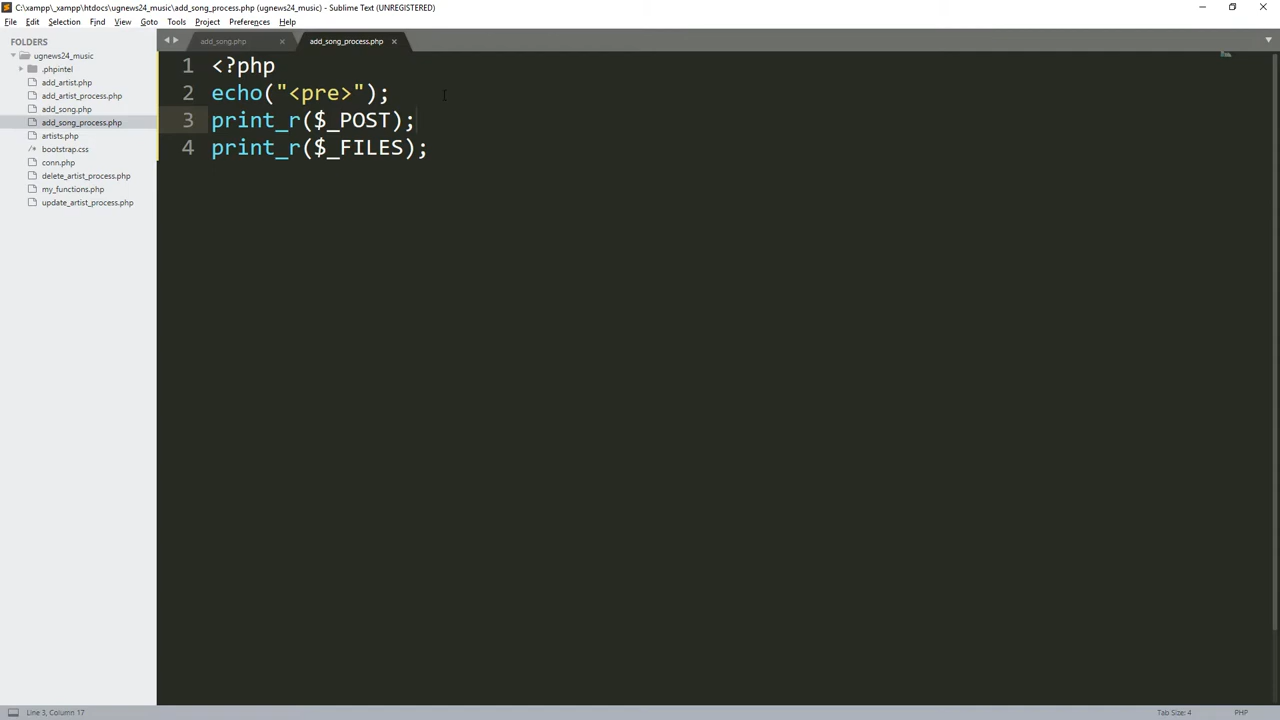 C:\xampp\_xampp\htdocs\ugnews24_music\add_song_process.php (ugnews24_music) - Sublime Text (UNREGISTERED)
File Edit Selection Find View Goto Tools Project Preferences Help
FOLDERS
ugnews24_music
.phpintel
add_artist.php
add_artist_process.php
add_song.php
add_song_process.php
artists.php
/* bootstrap.css
conn.php
delete_artist_process.php
my_functions.php
update_artist_process.php
add_song.php
add_song_process.php
1 <?php
2 echo("<pre>");
3 print_r($_POST);
4 print_r($_FILES);
Line 3, Column 17
Tab Size: 4
PHP